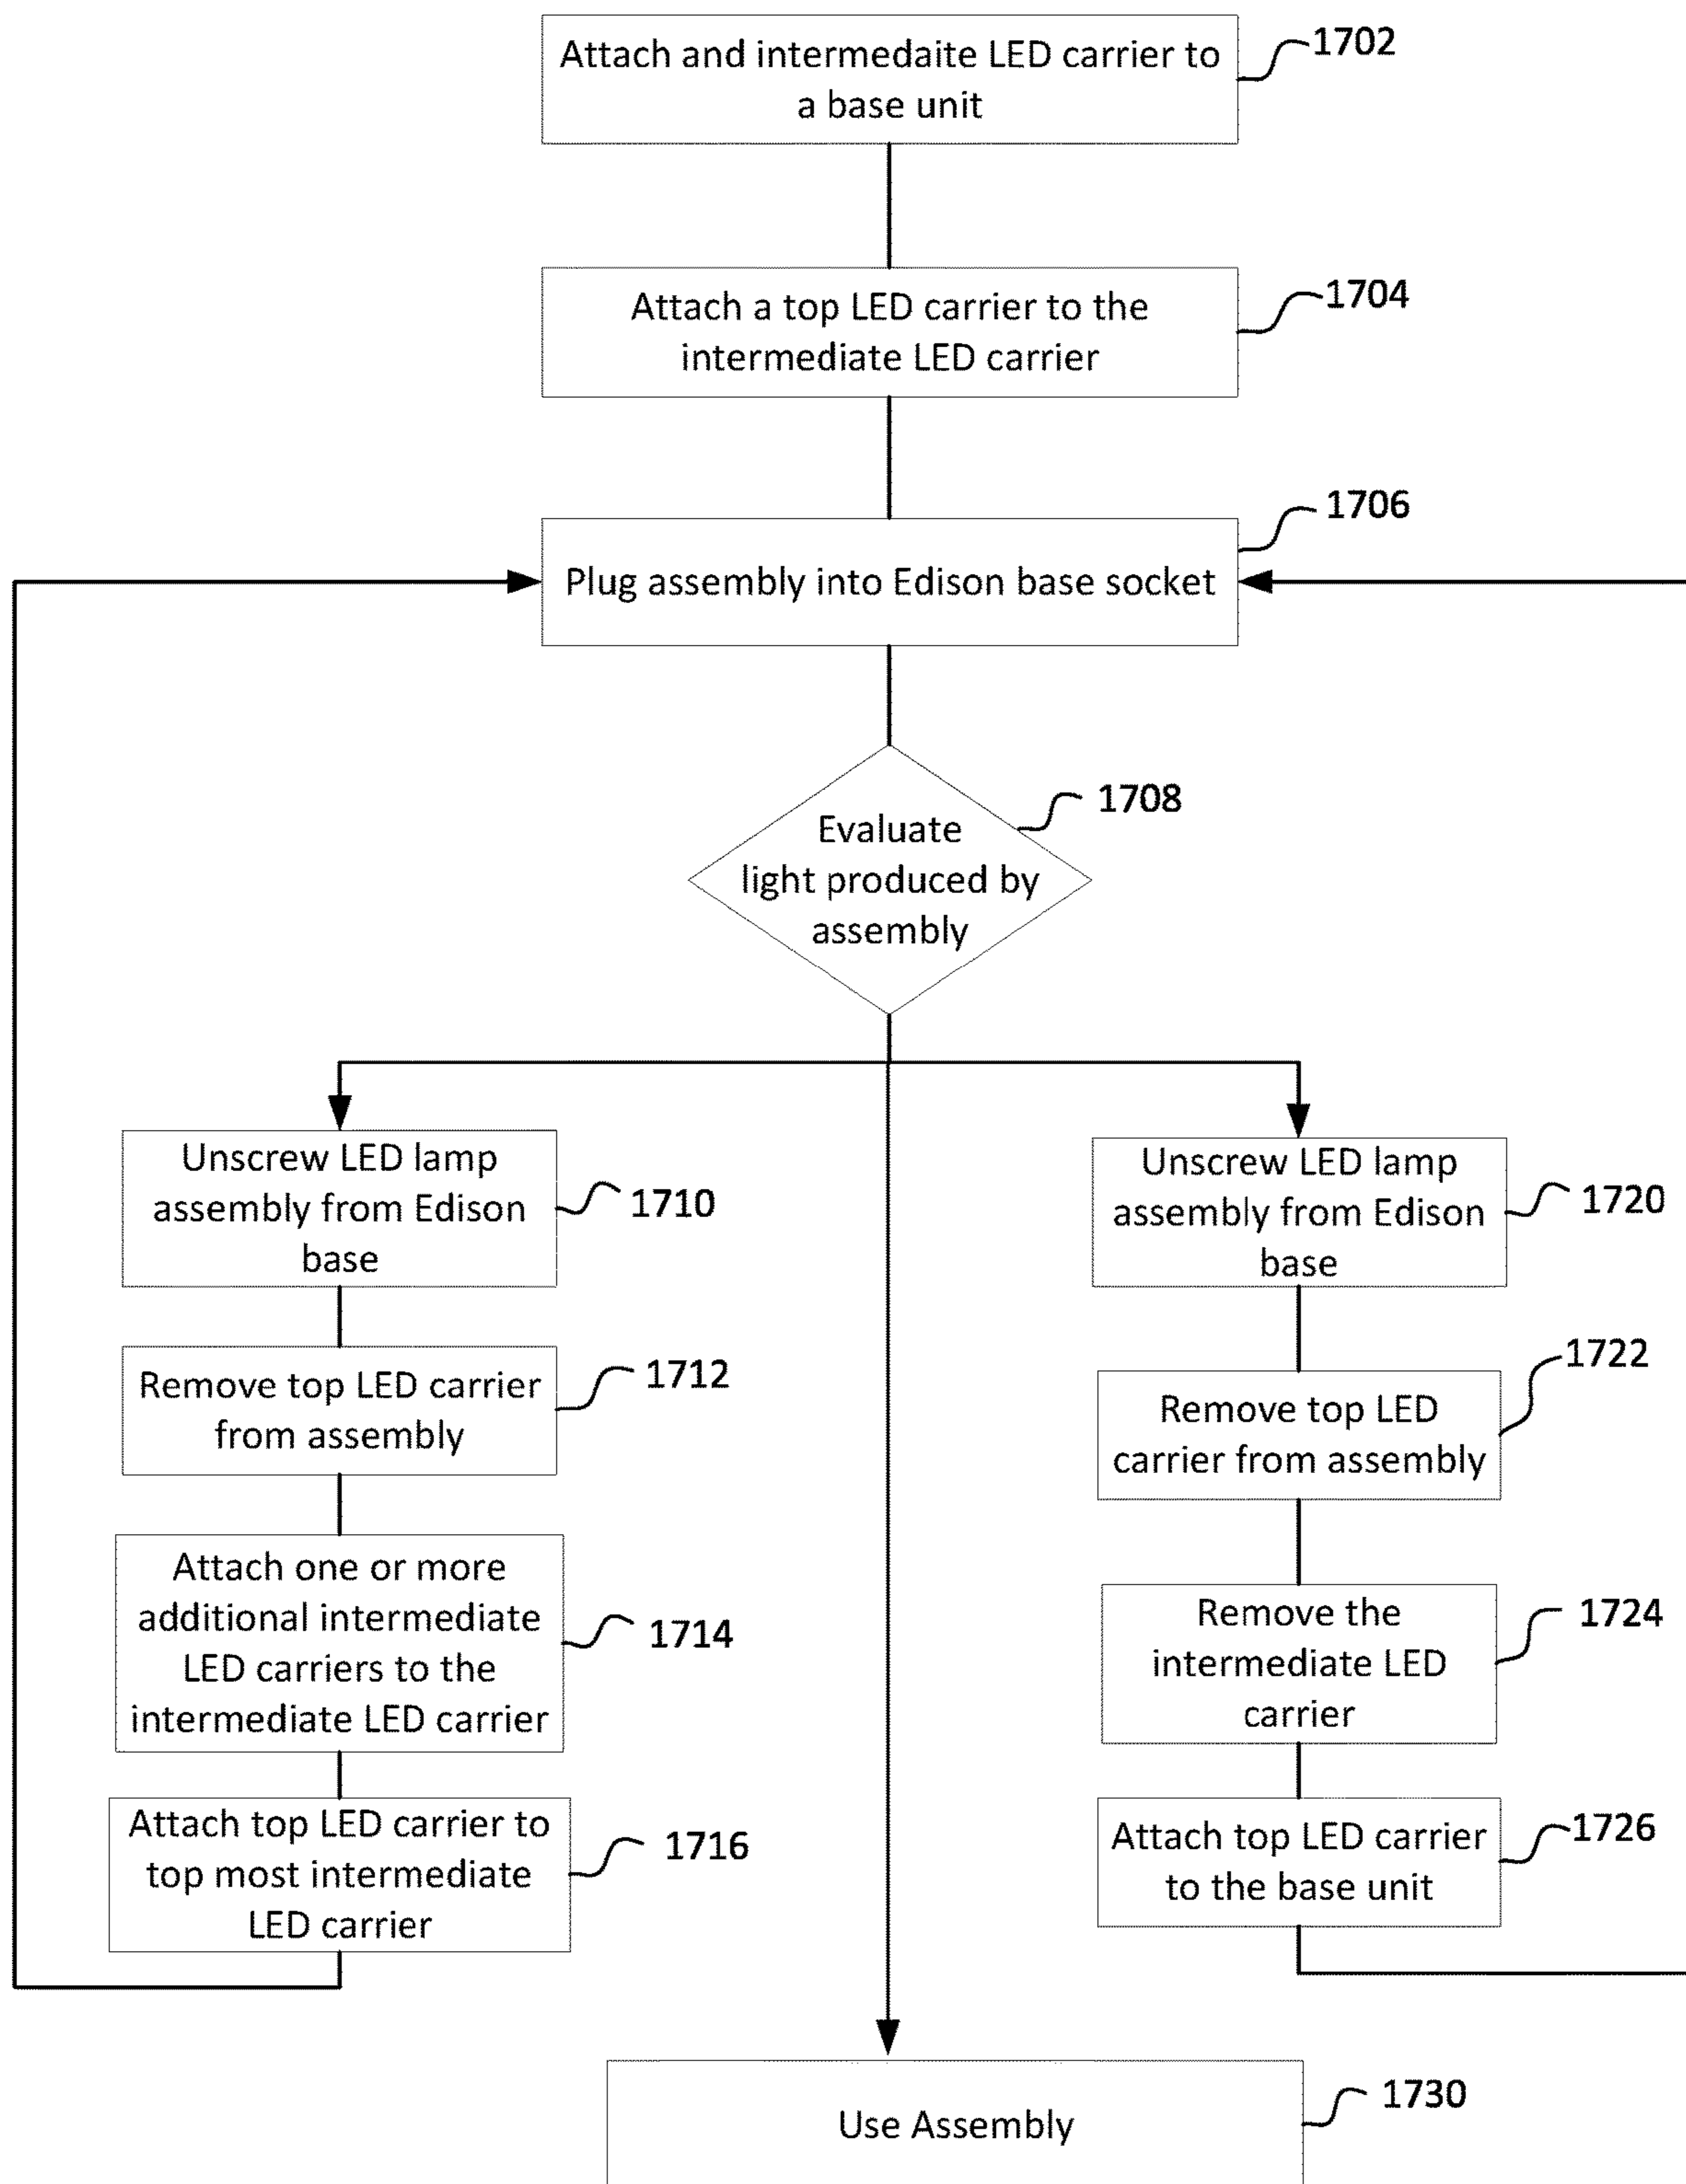 Attach and intermedaite LED carrier to
a base unit
1702
Attach a top LED carrier to the
intermediate LED carrier
1704
Plug assembly into Edison base socket
1706
Evaluate
light produced by
assembly
1708
Unscrew LED lamp
assembly from Edison
base
1710
Remove top LED carrier
from assembly
1712
Attach one or more
additional intermediate
LED carriers to the
intermediate LED carrier
1714
Attach top LED carrier to
top most intermediate
LED carrier
1716
Unscrew LED lamp
assembly from Edison
base
1720
Remove top LED
carrier from assembly
1722
Remove the
intermediate LED
carrier
1724
Attach top LED carrier
to the base unit
1726
Use Assembly
1730